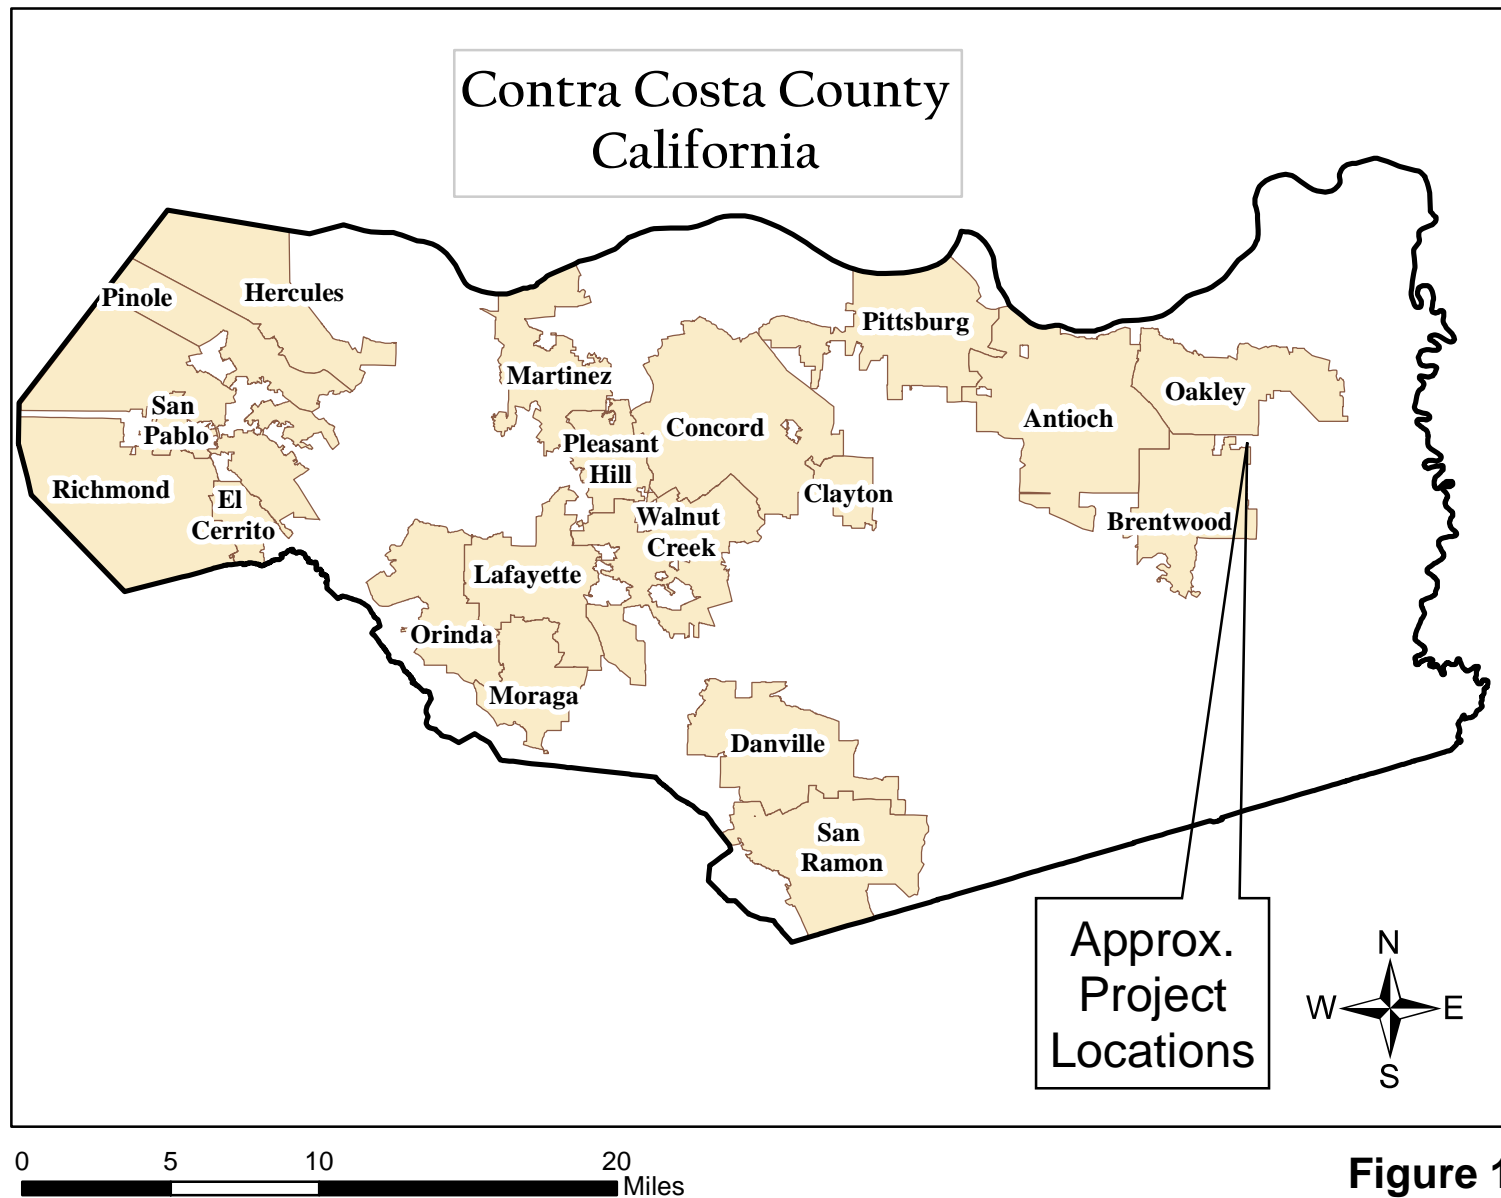 Contra Costa County
California
Pinole
Hercules
Pittsburg
Martinez
Oakley
San
Pablo
Antioch
Concord
Pleasant
Hill
Richmond
El
Cerrito
Clayton
Walnut
Creek
Brentwood
Lafayette
Orinda
Moraga
Danville
San
Ramon
Approx.
Project
Locations
N
W E
S
0 5 10 20
Miles
Figure 1